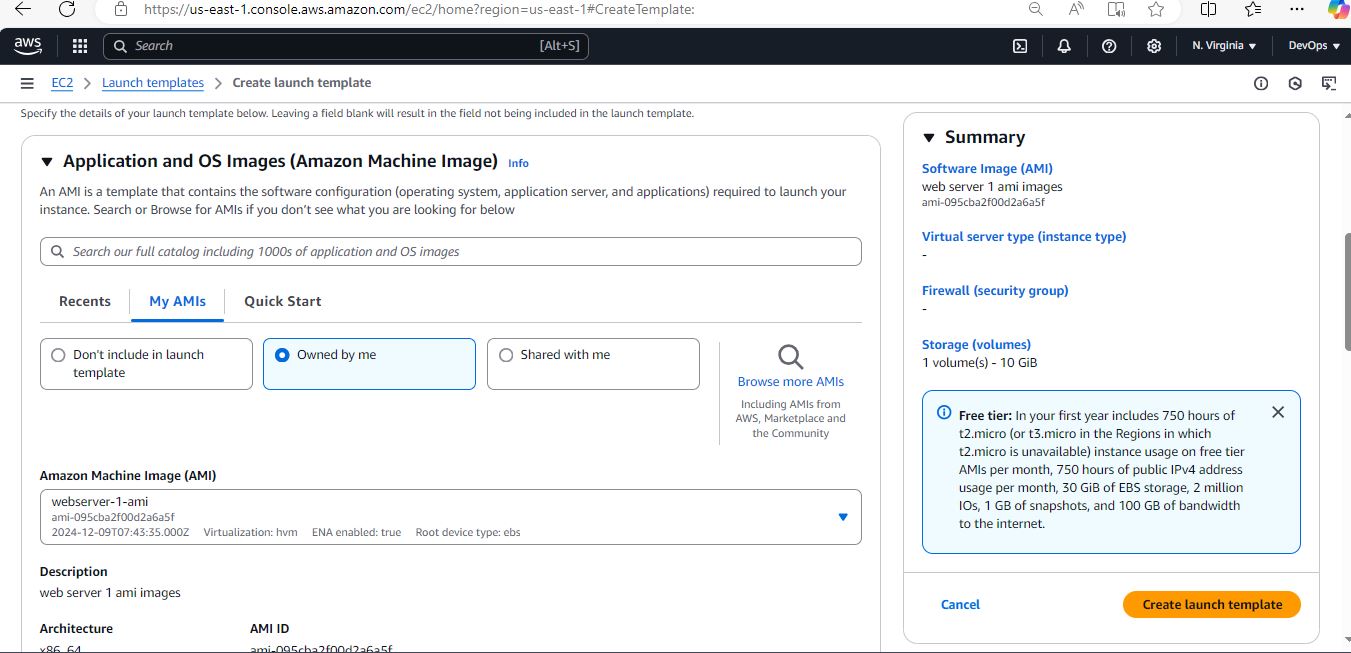 https://us-east-1.console.aws.amazon.com/ec2/home?region=us-east-1#CreateTemplate:
aws
Search
[Alt+S]
N. Virginia
DevOps
EC2 > Launch templates > Create launch template
Specify the details of your launch template below. Leaving a field blank will result in the field not being included in the launch template.
Application and OS Images (Amazon Machine Image) Info
An AMI is a template that contains the software configuration (operating system, application server, and applications) required to launch your
instance. Search or Browse for AMIs if you don’t see what you are looking for below
Search our full catalog including 1000s of application and OS images
Recents
My AMIs
Quick Start
Don't include in launch
template
Owned by me
Shared with me
Browse more AMIs
Including AMIs from
AWS, Marketplace and
the Community
Amazon Machine Image (AMI)
webserver-1-ami
ami-095cba2f00d2a6a5f
2024-12-09T07:43:35.000Z Virtualization: hvm ENA enabled: true Root device type: ebs
Description
web server 1 ami images
Architecture
AMI ID
x86_64
ami-095cba2f00d2a6a5f
Summary
Software Image (AMI)
web server 1 ami images
ami-095cba2f00d2a6a5f
Virtual server type (instance type)
-
Firewall (security group)
-
Storage (volumes)
1 volume(s) - 10 GiB
Free tier: In your first year includes 750 hours of
t2.micro (or t3.micro in the Regions in which
t2.micro is unavailable) instance usage on free tier
AMIs per month, 750 hours of public IPv4 address
usage per month, 30 GiB of EBS storage, 2 million
IOs, 1 GB of snapshots, and 100 GB of bandwidth
to the internet.
Cancel
Create launch template